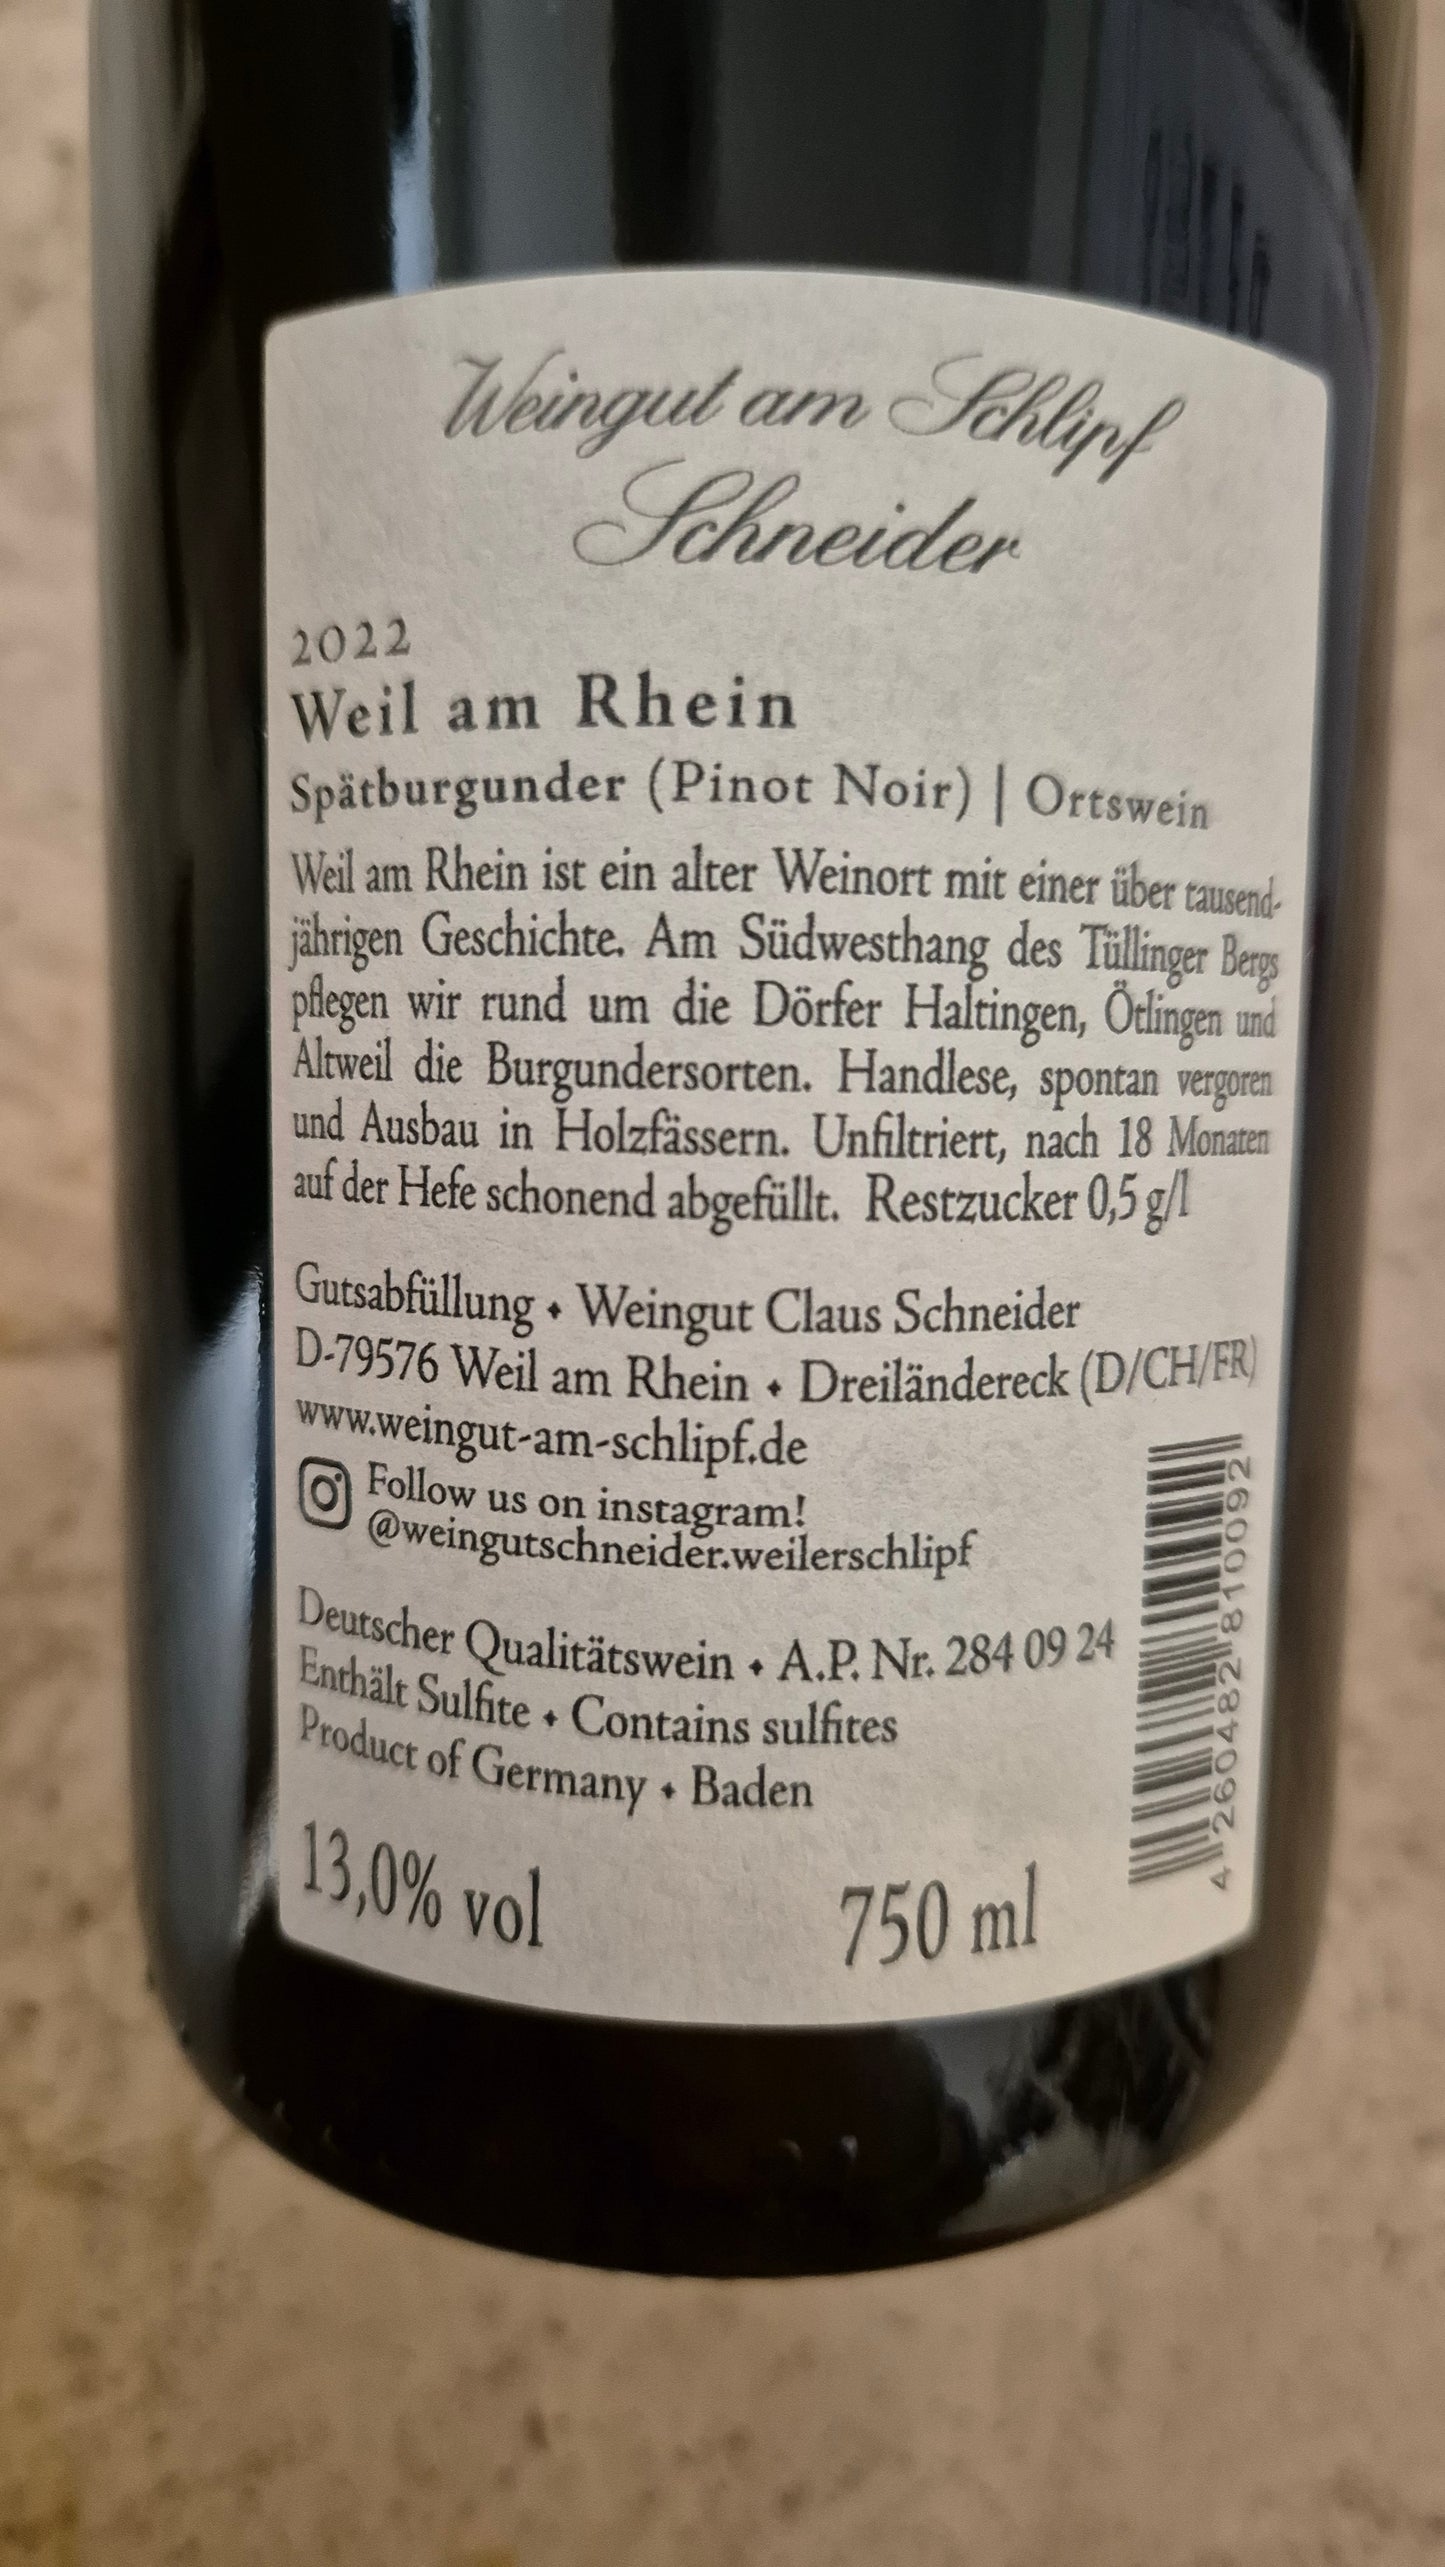 Weingut am Schlipf
Schneider
2022
Weil am Rhein
Spätburgunder (Pinot Noir) | Ortswein
Weil am Rhein ist ein alter Weinort mit einer über tausend-
jährigen Geschichte. Am Südwesthang des Tüllinger Bergs
pflegen wir rund um die Dörfer Haltingen, Ötlingen und
Altweil die Burgundersorten. Handlese, spontan vergoren
und Ausbau in Holzfässern. Unfiltriert, nach 18 Monaten
auf der Hefe schonend abgefüllt. Restzucker 0,5 g/l
Gutsabfüllung • Weingut Claus Schneider
D-79576 Weil am Rhein • Dreiländereck (D/CH/FR)
www.weingut-am-schlipf.de
Follow us on instagram!
@weingutschneider.weilerschlipf
Deutscher Qualitätswein • A.P. Nr. 284 09 24
Enthält Sulfite • Contains sulfites
Product of Germany • Baden
13,0% vol
750 ml
4 260482 810092